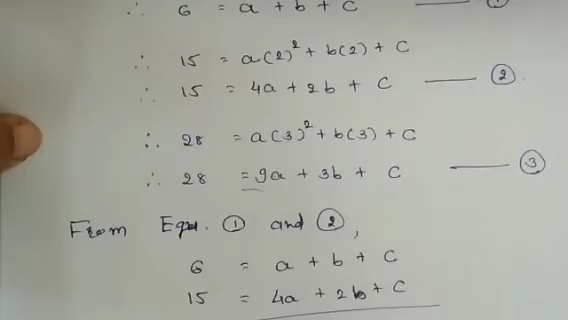 ∴ 6 = a + b + c —— ①
∴ 15 = a(2)² + b(2) + c
∴ 15 = 4a + 2b + c —— ②.
∴ 28 = a(3)² + b(3) + c
∴ 28 = 9a + 3b + c —— ③
From Equ. ① and ②,
6 = a + b + c
15 = 4a + 2b + c